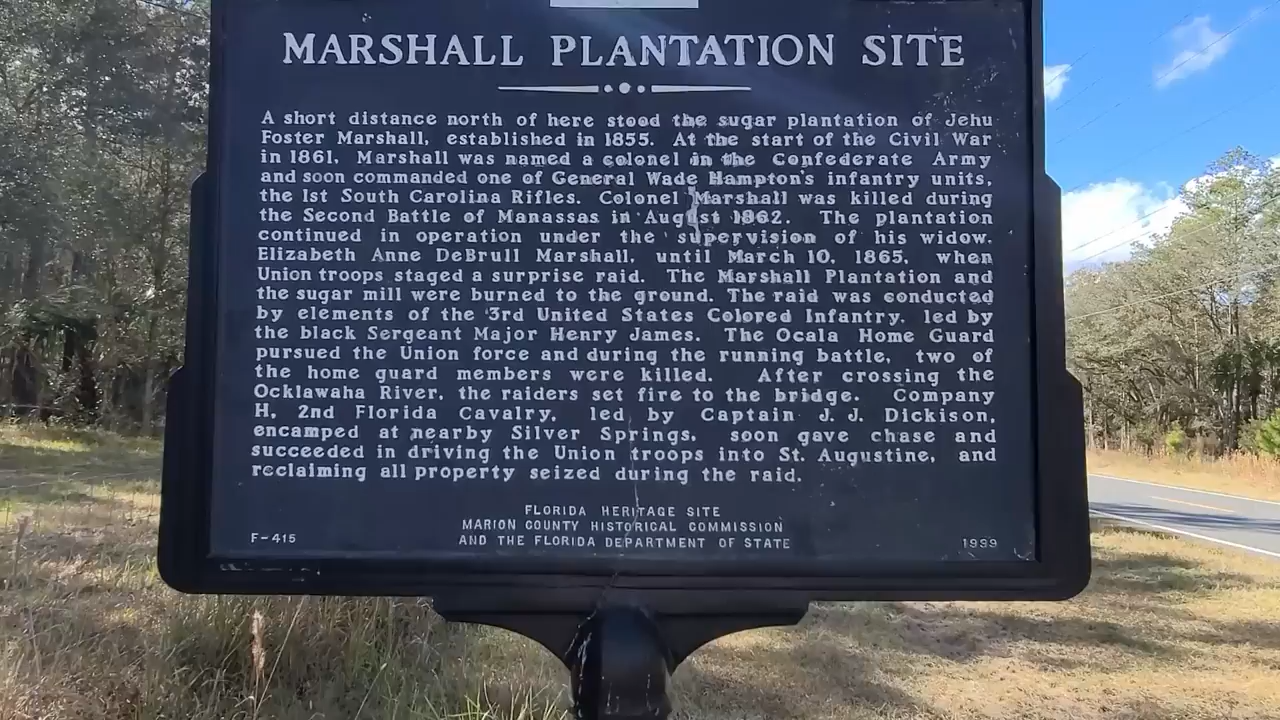 MARSHALL PLANTATION SITE
A short distance north of here stood the sugar plantation of Jehu
Foster Marshall, established in 1855. At the start of the Civil War
in 1861, Marshall was named a colonel in the Confederate Army
and soon commanded one of General Wade Hampton's infantry units,
the 1st South Carolina Rifles. Colonel Marshall was killed during
the Second Battle of Manassas in August 1862. The plantation
continued in operation under the supervision of his widow,
Elizabeth Anne DeBrull Marshall, until March 10, 1865, when
Union troops staged a surprise raid. The Marshall Plantation and
the sugar mill were burned to the ground. The raid was conducted
by elements of the 3rd United States Colored Infantry, led by
the black Sergeant Major Henry James. The Ocala Home Guard
pursued the Union force and during the running battle, two of
the home guard members were killed. After crossing the
Ocklawaha River, the raiders set fire to the bridge. Company
H, 2nd Florida Cavalry, led by Captain J. J. Dickison,
encamped at nearby Silver Springs, soon gave chase and
succeeded in driving the Union troops into St. Augustine, and
reclaiming all property seized during the raid.
FLORIDA HERITAGE SITE
MARION COUNTY HISTORICAL COMMISSION
F-415 AND THE FLORIDA DEPARTMENT OF STATE 1999